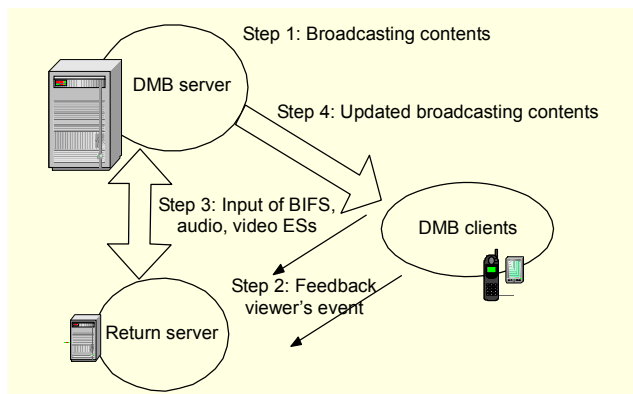 Step 1: Broadcasting contents
DMB server
Step 4: Updated broadcasting contents
Step 3: Input of BIFS,
audio, video ESs
DMB clients
Step 2: Feedback
viewer's event
Return server